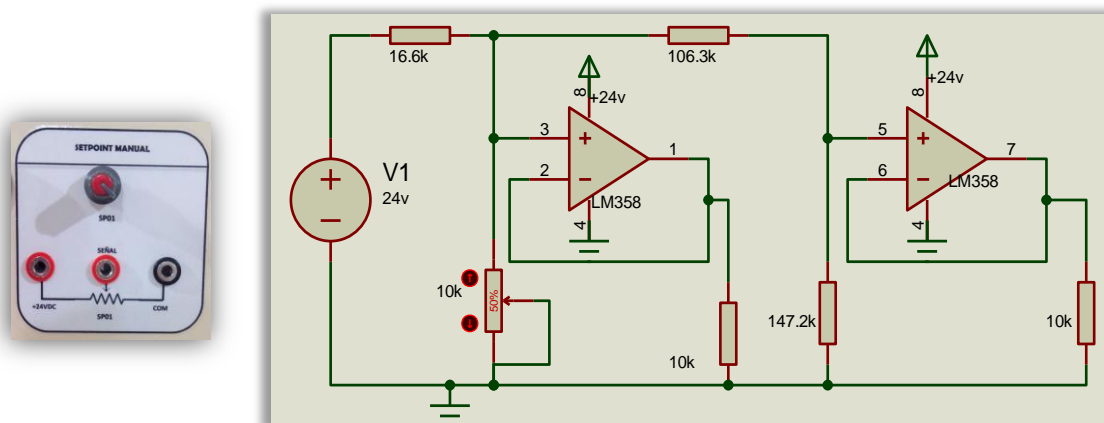 SETPOINT MANUAL
SP01
SEÑAL
+24VDC
SP01
COM
16.6k
106.3k
8
+24v
8
+24v
3
1
2
LM358
4
5
7
6
LM358
4
V1
24v
10k
50%
10k
147.2k
10k